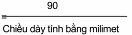 90
=
Chiều dày tính bằng milimet